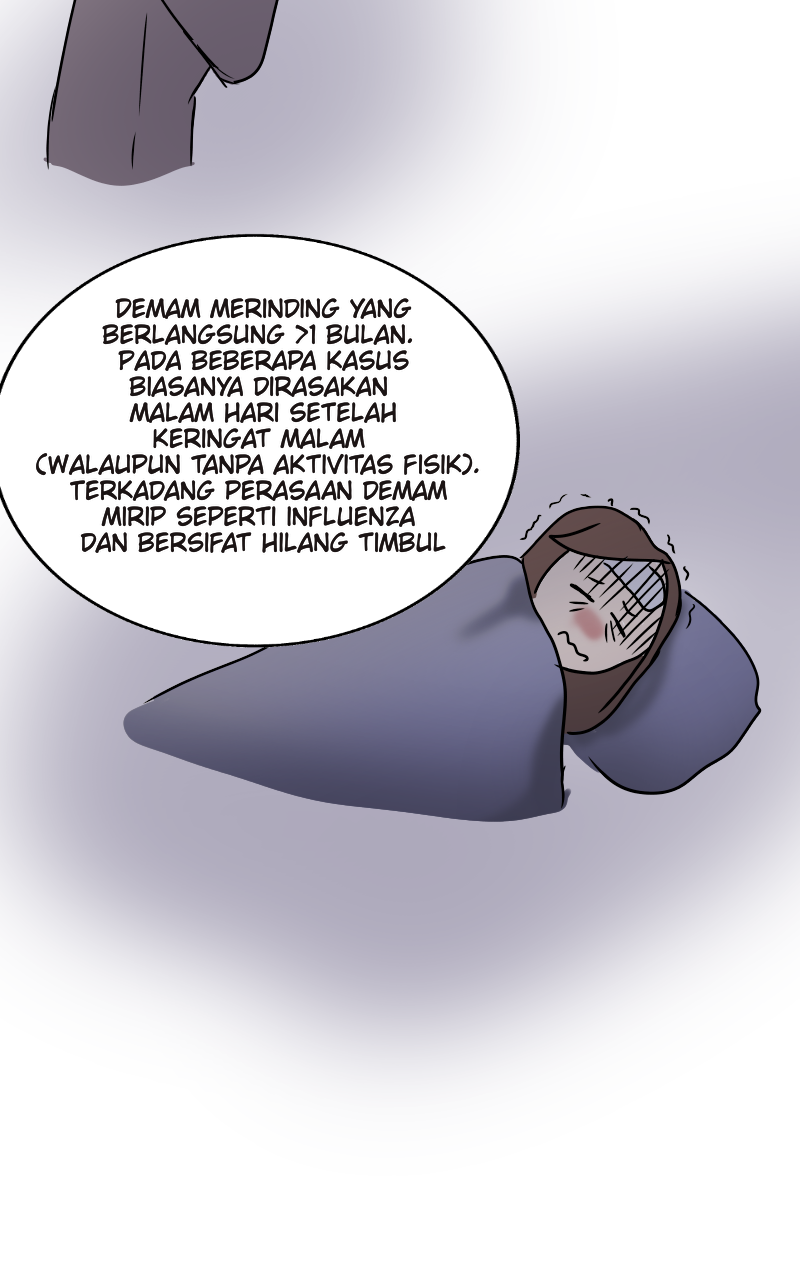 DEMAM MERINDING YANG
BERLANGSUNG >1 BULAN.
PADA BEBERAPA KASUS
BIASANYA DIRASAKAN
MALAM HARI SETELAH
KERINGAT MALAM
(WALAUPUN TANPA AKTIVITAS FISIK).
TERKADANG PERASAAN DEMAM
MIRIP SEPERTI INFLUENZA
DAN BERSIFAT HILANG TIMBUL